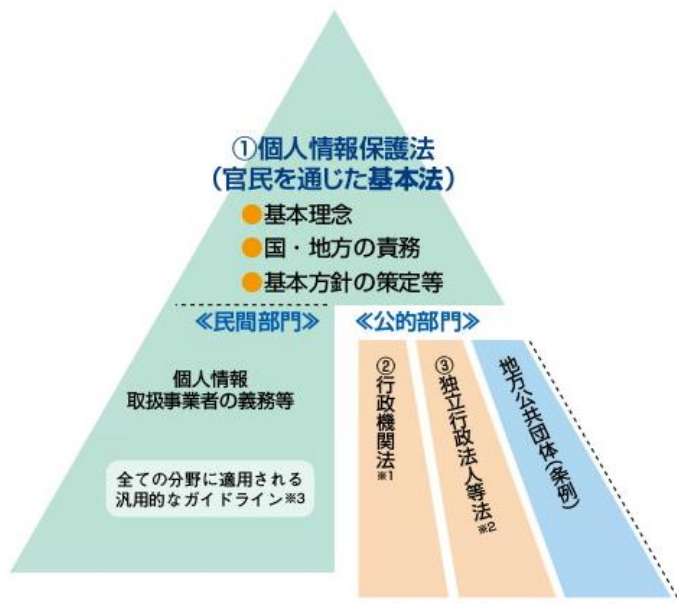 ①個人情報保護法
(官民を通じた基本法)
●基本理念
●国・地方の責務
●基本方針の策定等
≪民間部門≫
≪公的部門≫
個人情報
取扱事業者の義務等
全ての分野に適用される
汎用的なガイドライン※3
②行政機関法※1
③独立行政法人等法※2
地方公共団体(条例)